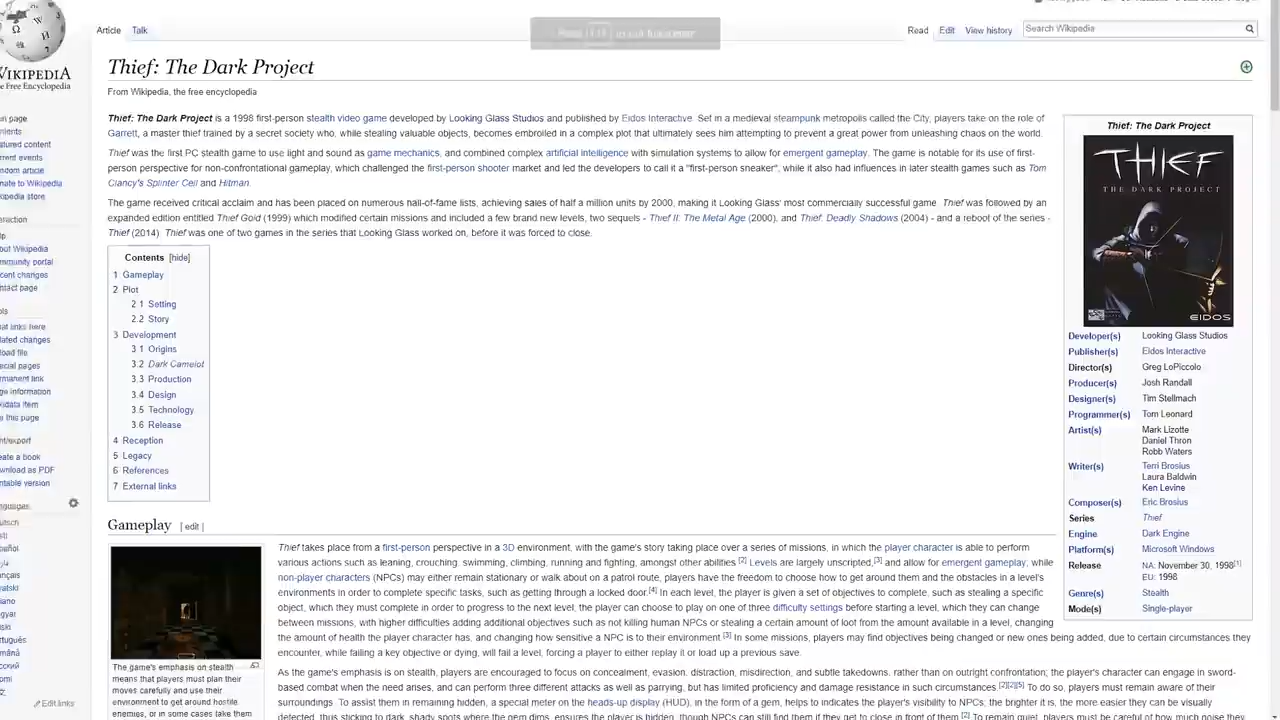 Article Talk
Read Edit View history Search Wikipedia
WIKIPEDIA
e Free Encyclopedia
Thief: The Dark Project
From Wikipedia, the free encyclopedia
Thief: The Dark Project is a 1998 first-person stealth video game developed by Looking Glass Studios and published by Eidos Interactive. Set in a medieval steampunk metropolis called the City, players take on the role of
Garrett, a master thief trained by a secret society who, while stealing valuable objects, becomes embroiled in a complex plot that ultimately sees him attempting to prevent a great power from unleashing chaos on the world.
Thief was the first PC stealth game to use light and sound as game mechanics, and combined complex artificial intelligence with simulation systems to allow for emergent gameplay. The game is notable for its use of first-
person perspective for non-confrontational gameplay, which challenged the first-person shooter market and led the developers to call it a "first-person sneaker", while it also had influences in later stealth games such as Tom
Clancy's Splinter Cell and Hitman.
The game received critical acclaim and has been placed on numerous hall-of-fame lists, achieving sales of half a million units by 2000, making it Looking Glass' most commercially successful game. Thief was followed by an
expanded edition entitled Thief Gold (1999) which modified certain missions and included a few brand new levels, two sequels - Thief II: The Metal Age (2000), and Thief: Deadly Shadows (2004) - and a reboot of the series -
Thief (2014). Thief was one of two games in the series that Looking Glass worked on, before it was forced to close.
Contents [hide]
1 Gameplay
2 Plot
2.1 Setting
2.2 Story
3 Development
3.1 Origins
3.2 Dark Camelot
3.3 Production
3.4 Design
3.5 Technology
3.6 Release
4 Reception
5 Legacy
6 References
7 External links
Thief: The Dark Project
THIEF
THE DARK PROJECT
EIDOS
Developer(s) Looking Glass Studios
Publisher(s) Eidos Interactive
Director(s) Greg LoPiccolo
Producer(s) Josh Randall
Designer(s) Tim Stellmach
Programmer(s) Tom Leonard
Artist(s) Mark Lizotte
Daniel Thron
Robb Waters
Writer(s) Terri Brosius
Laura Baldwin
Ken Levine
Composer(s) Eric Brosius
Series Thief
Engine Dark Engine
Platform(s) Microsoft Windows
Release NA: November 30, 1998[1]
EU: 1998
Genre(s) Stealth
Mode(s) Single-player
Gameplay [ edit ]
Thief takes place from a first-person perspective in a 3D environment, with the game's story taking place over a series of missions, in which the player character is able to perform
various actions such as leaning, crouching, swimming, climbing, running and fighting, amongst other abilities.[2] Levels are largely unscripted,[3] and allow for emergent gameplay; while
non-player characters (NPCs) may either remain stationary or walk about on a patrol route, players have the freedom to choose how to get around them and the obstacles in a level's
environments in order to complete specific tasks, such as getting through a locked door.[4] In each level, the player is given a set of objectives to complete, such as stealing a specific
object, which they must complete in order to progress to the next level, the player can choose to play on one of three difficulty settings before starting a level, which they can change
between missions, with higher difficulties adding additional objectives such as not killing human NPCs or stealing a certain amount of loot from the amount available in a level, changing
the amount of health the player character has, and changing how sensitive a NPC is to their environment.[3] In some missions, players may find objectives being changed or new ones being added, due to certain circumstances they
encounter, while failing a key objective or dying, will fail a level, forcing a player to either replay it or load up a previous save.
The game's emphasis on stealth
means that players must plan their
moves carefully and use their
environment to get around hostile
enemies, or in some cases take them
As the game's emphasis is on stealth, players are encouraged to focus on concealment, evasion, distraction, misdirection, and subtle takedowns, rather than on outright confrontation; the player's character can engage in sword-
based combat when the need arises, and can perform three different attacks as well as parrying, but has limited proficiency and damage resistance in such circumstances.[2][2][5] To do so, players must remain aware of their
surroundings. To assist them in remaining hidden, a special meter on the heads-up display (HUD), in the form of a gem, helps to indicates the player's visibility to NPCs; the brighter it is, the more easier they can be visually
detected, thus sticking to dark, shady spots where the gem dims, ensures the player is hidden, though NPCs can still find them if they get to close in front of them.[2]
Edit links